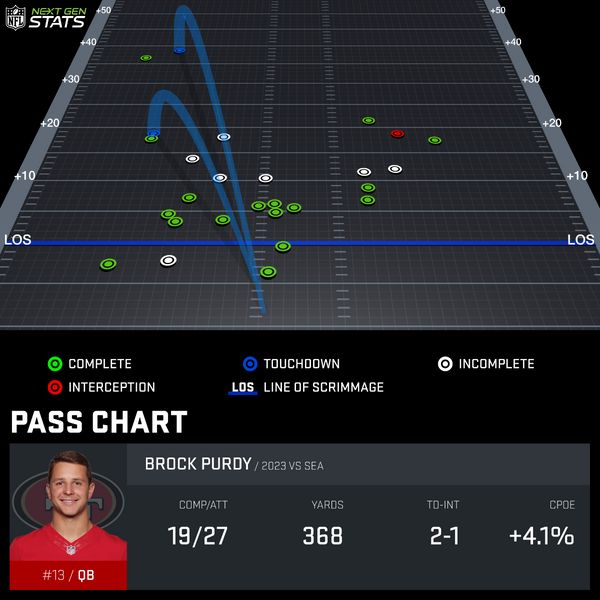 NFL NEXT GEN
STATS
+50 +50
+40 +40
+30 +30
+20 +20
+10 +10
LOS LOS
COMPLETE TOUCHDOWN INCOMPLETE
INTERCEPTION LOS LINE OF SCRIMMAGE
PASS CHART
BROCK PURDY / 2023 VS SEA
COMP/ATT YARDS TD-INT CPOE
19/27 368 2-1 +4.1%
#13 / QB